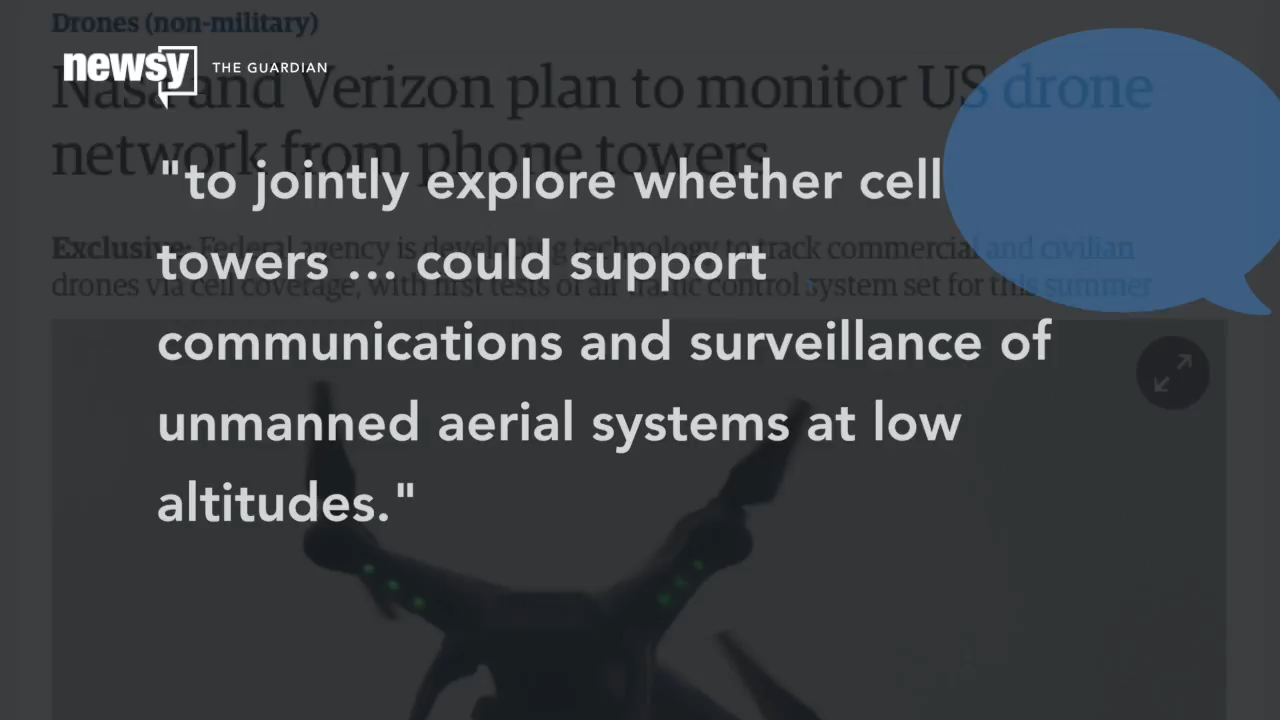 Drones (non-military)
newsy THE GUARDIAN
Nasa and Verizon plan to monitor US drone
network from phone towers
"to jointly explore whether cell
towers ... could support
communications and surveillance of
unmanned aerial systems at low
altitudes."
Exclusive: Federal agency is developing technology to track commercial and civilian
drones via cell coverage, with first tests of air traffic control system set for this summer